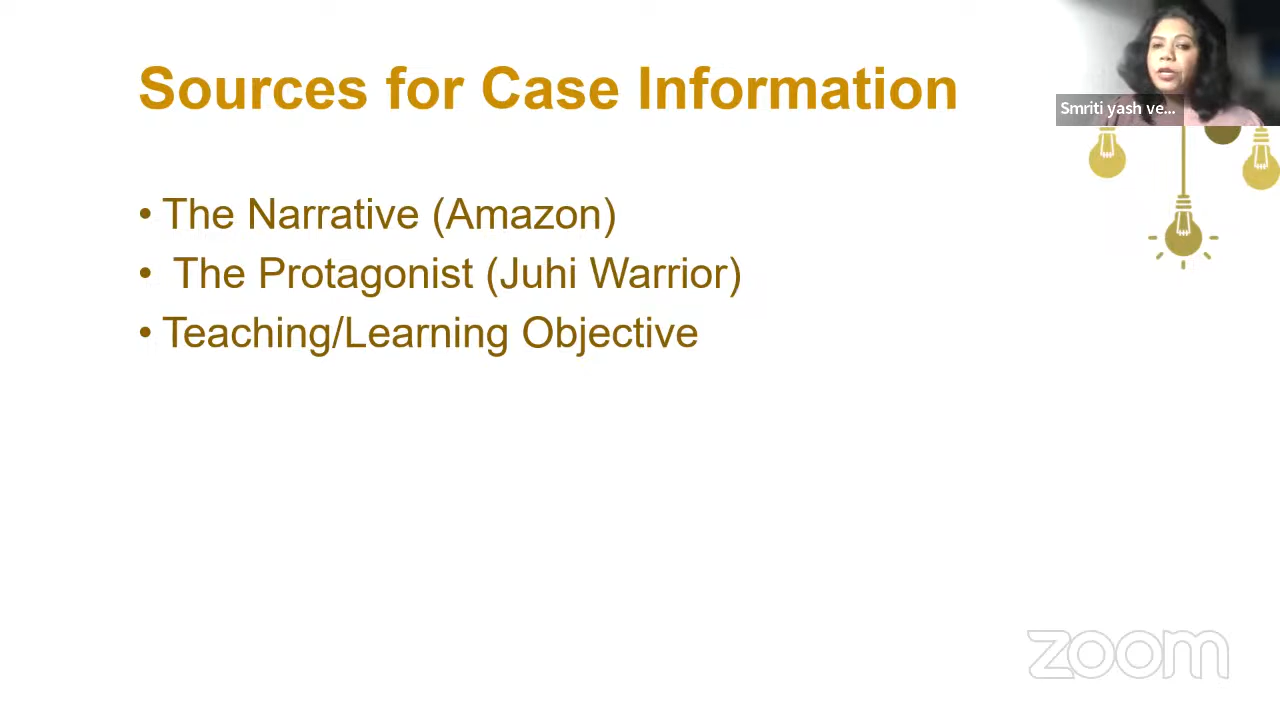 Sources for Case Information
Smriti yash ve...
• The Narrative (Amazon)
• The Protagonist (Juhi Warrior)
• Teaching/Learning Objective
zoom